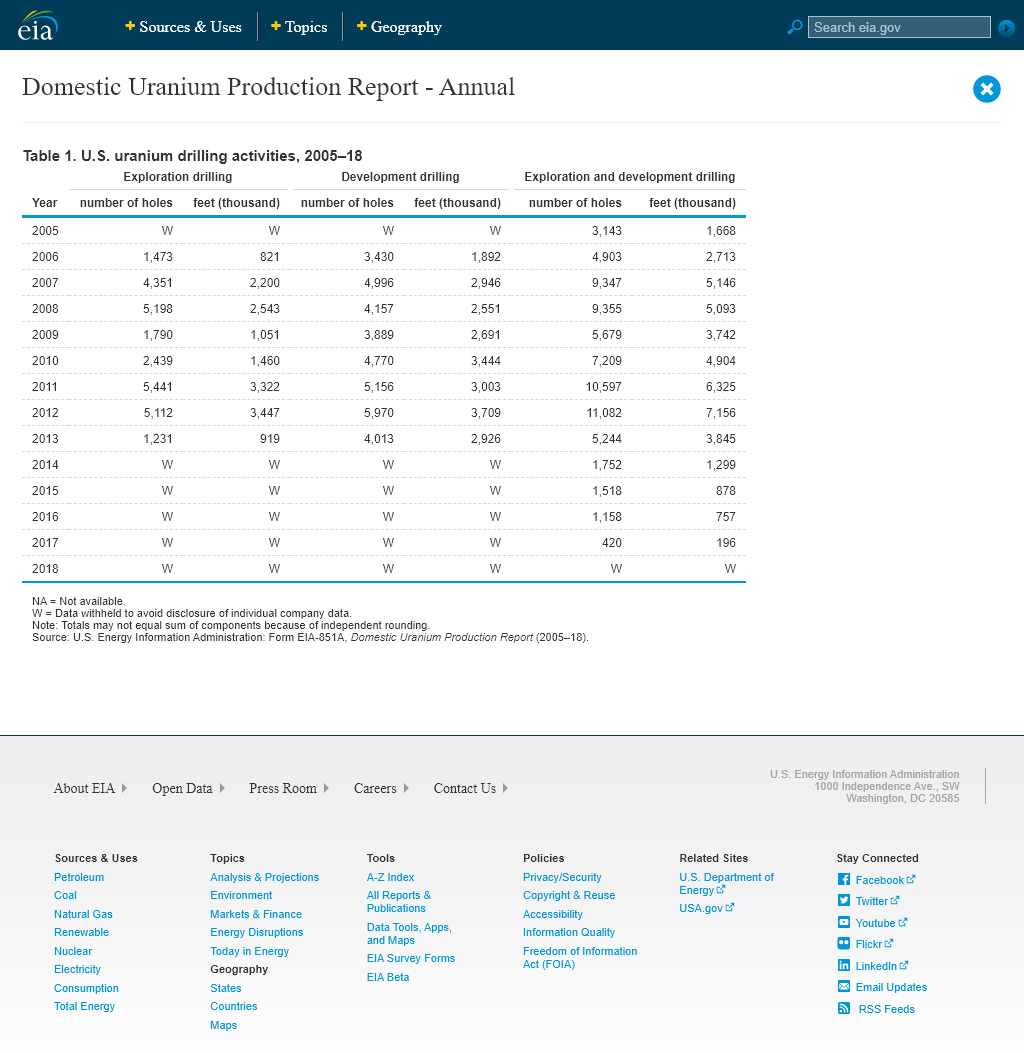 eia
Sources & Uses
Topics
Geography
Search eia.gov
Domestic Uranium Production Report - Annual
Table 1. U.S. uranium drilling activities, 2005–18
Exploration drilling Development drilling Exploration and development drilling
Year number of holes feet (thousand) number of holes feet (thousand) number of holes feet (thousand)
2005 W W W W 3,143 1,668
2006 1,473 821 3,430 1,892 4,903 2,713
2007 4,351 2,200 4,996 2,946 9,347 5,146
2008 5,198 2,543 4,157 2,551 9,355 5,093
2009 1,790 1,051 3,889 2,691 5,679 3,742
2010 2,439 1,460 4,770 3,444 7,209 4,904
2011 5,441 3,322 5,156 3,003 10,597 6,325
2012 5,112 3,447 5,970 3,709 11,082 7,156
2013 1,231 919 4,013 2,926 5,244 3,845
2014 W W W W 1,752 1,299
2015 W W W W 1,518 878
2016 W W W W 1,158 757
2017 W W W W 420 196
2018 W W W W W W
NA = Not available.
W = Data withheld to avoid disclosure of individual company data.
Note: Totals may not equal sum of components because of independent rounding.
Source: U.S. Energy Information Administration: Form EIA-851A, Domestic Uranium Production Report (2005–18).
About EIA
Open Data
Press Room
Careers
Contact Us
U.S. Energy Information Administration
1000 Independence Ave., SW
Washington, DC 20585
Sources & Uses
Petroleum
Coal
Natural Gas
Renewable
Nuclear
Electricity
Consumption
Total Energy
Topics
Analysis & Projections
Environment
Markets & Finance
Energy Disruptions
Today in Energy
Geography
States
Countries
Maps
Tools
A-Z Index
All Reports &
Publications
Data Tools, Apps,
and Maps
EIA Survey Forms
EIA Beta
Policies
Privacy/Security
Copyright & Reuse
Accessibility
Information Quality
Freedom of Information
Act (FOIA)
Related Sites
U.S. Department of
Energy
USA.gov
Stay Connected
Facebook
Twitter
Youtube
Flickr
LinkedIn
Email Updates
RSS Feeds